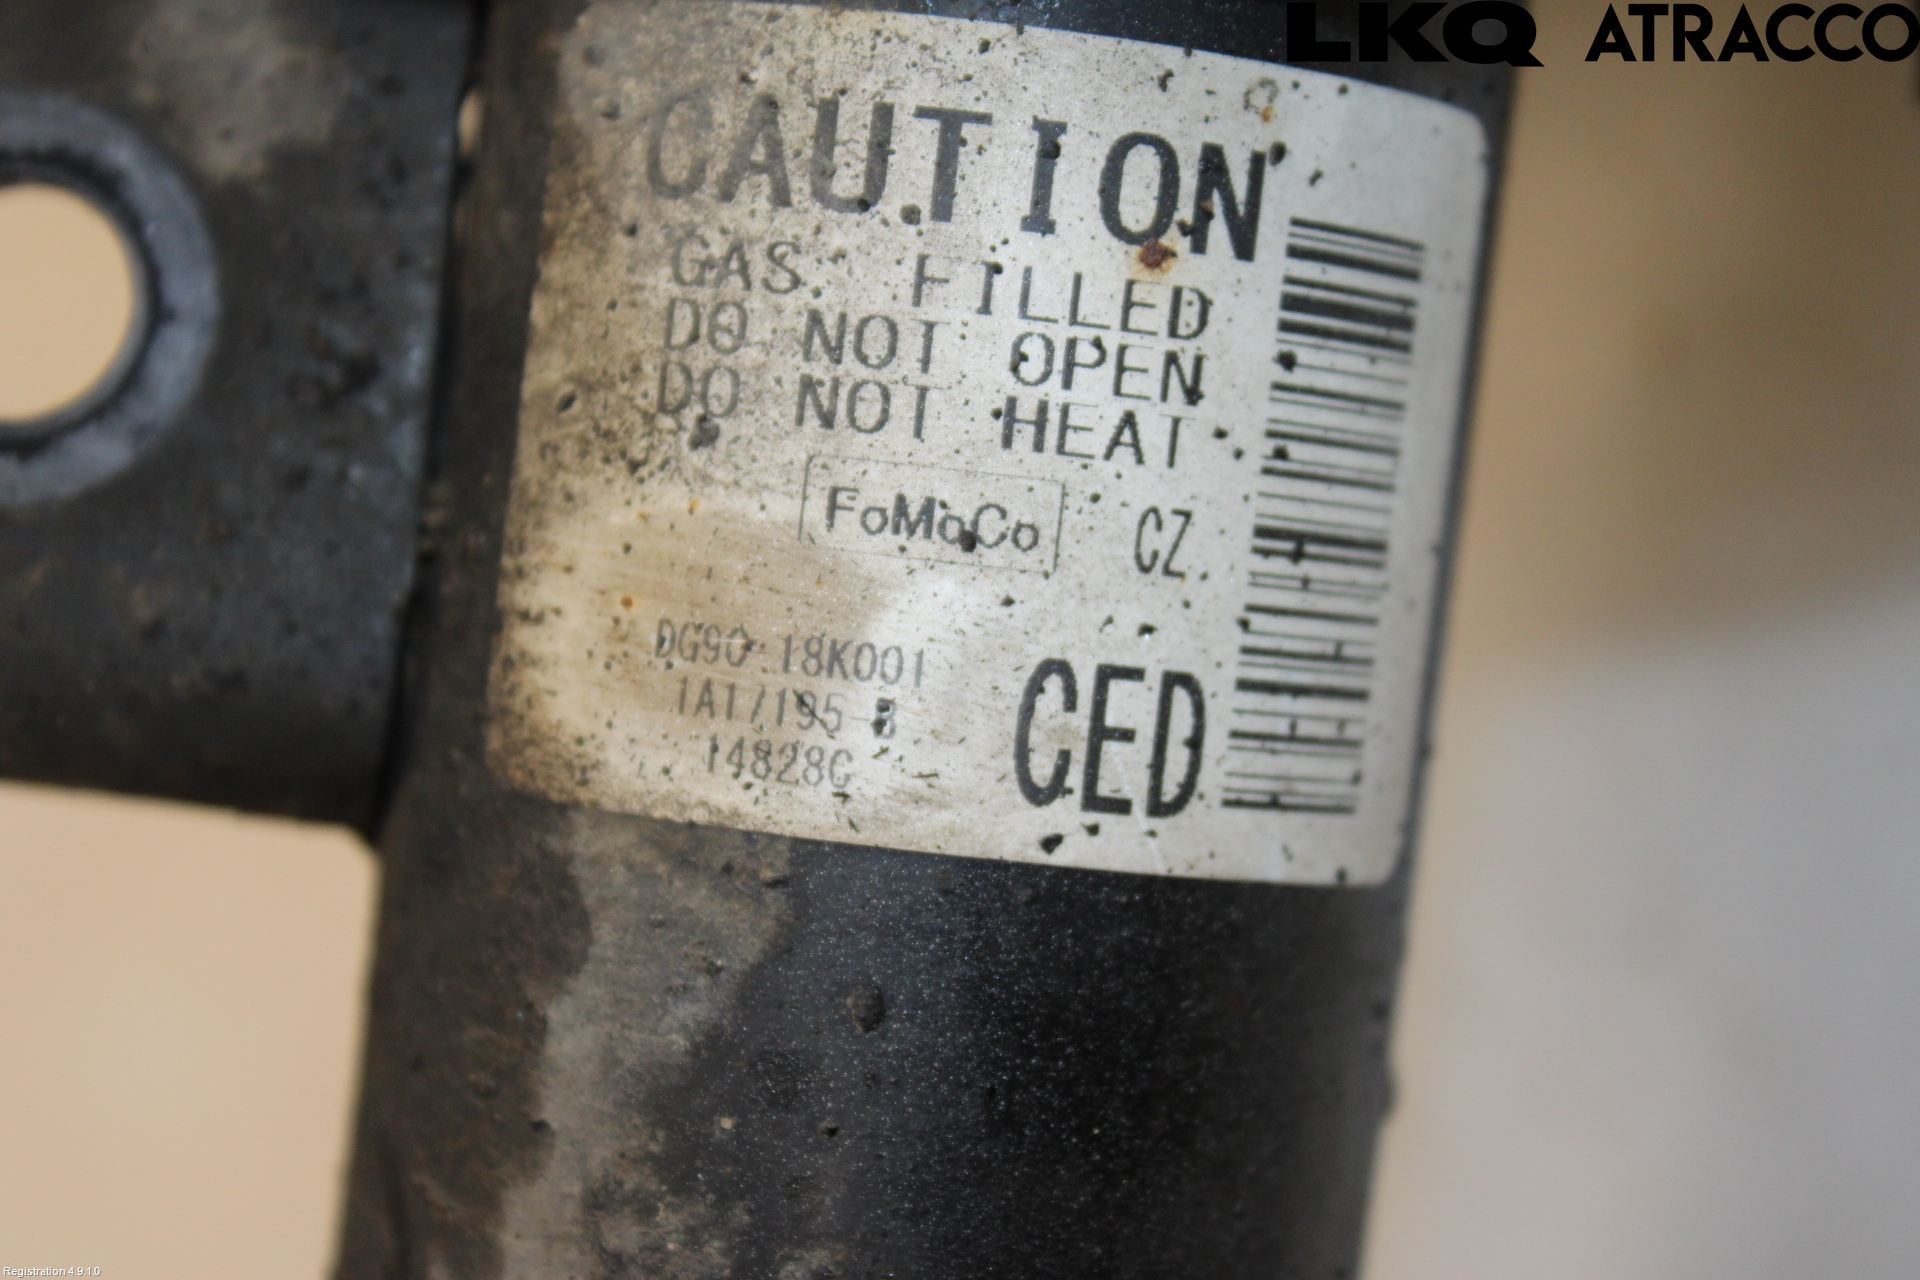 LKQ ATRACCO
CAUTION
GAS FILLED
DO NOT OPEN
DO NOT HEAT
FoMoCo CZ
DG90 18K001
1A17195 B
14828C
CED
Registration 4.9.1.0